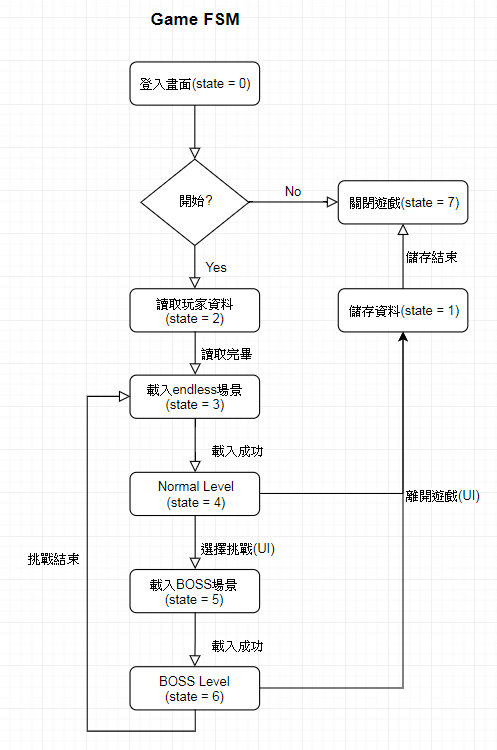 Game FSM
登入畫面(state = 0)
開始?
No
關閉遊戲(state = 7)
儲存結束
Yes
讀取玩家資料
(state = 2)
儲存資料(state = 1)
讀取完畢
載入endless場景
(state = 3)
載入成功
Normal Level
(state = 4)
離開遊戲(UI)
選擇挑戰(UI)
挑戰結束
載入BOSS場景
(state = 5)
載入成功
BOSS Level
(state = 6)